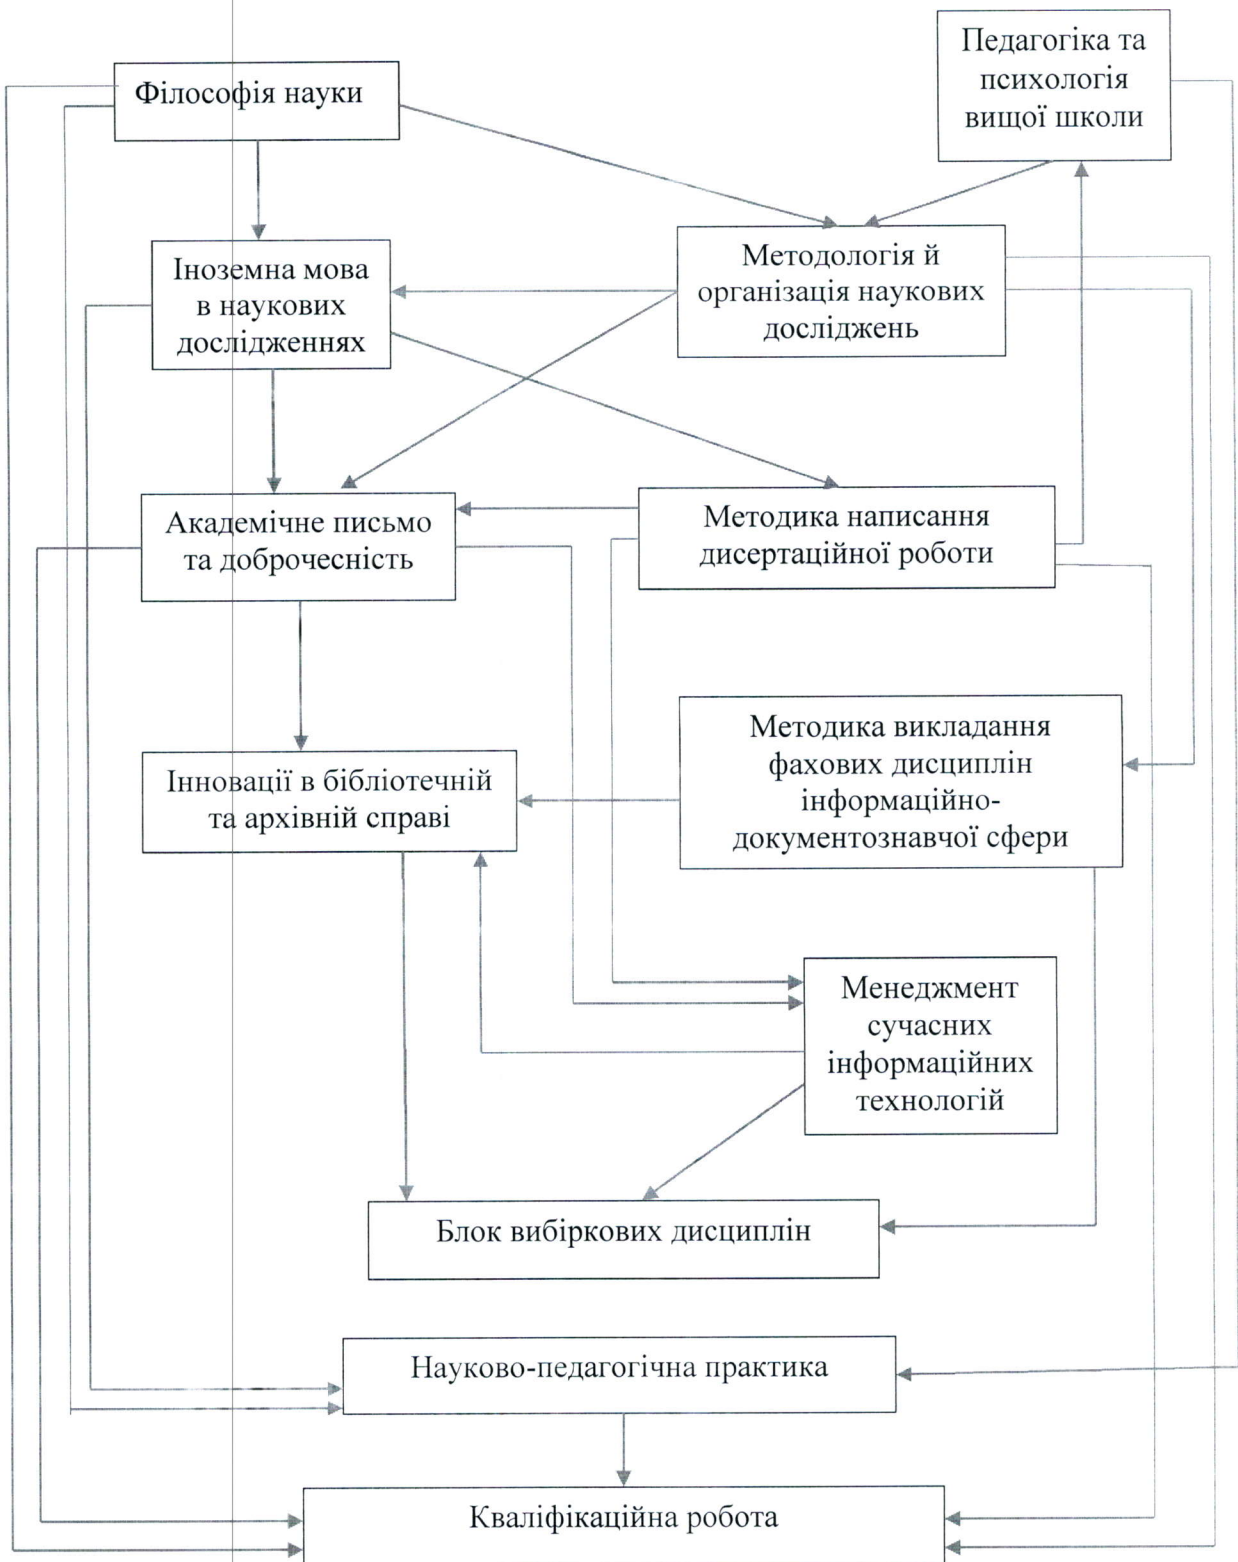 Педагогіка та
психологія
вищої школи
Філософія науки
Іноземна мова
в наукових
дослідженнях
Методологія й
організація наукових
досліджень
Академічне письмо
та доброчесність
Методика написання
дисертаційної роботи
Методика викладання
фахових дисциплін
інформаційно-
документознавчої сфери
Інновації в бібліотечній
та архівній справі
Менеджмент
сучасних
інформаційних
технологій
Блок вибіркових дисциплін
Науково-педагогічна практика
Кваліфікаційна робота